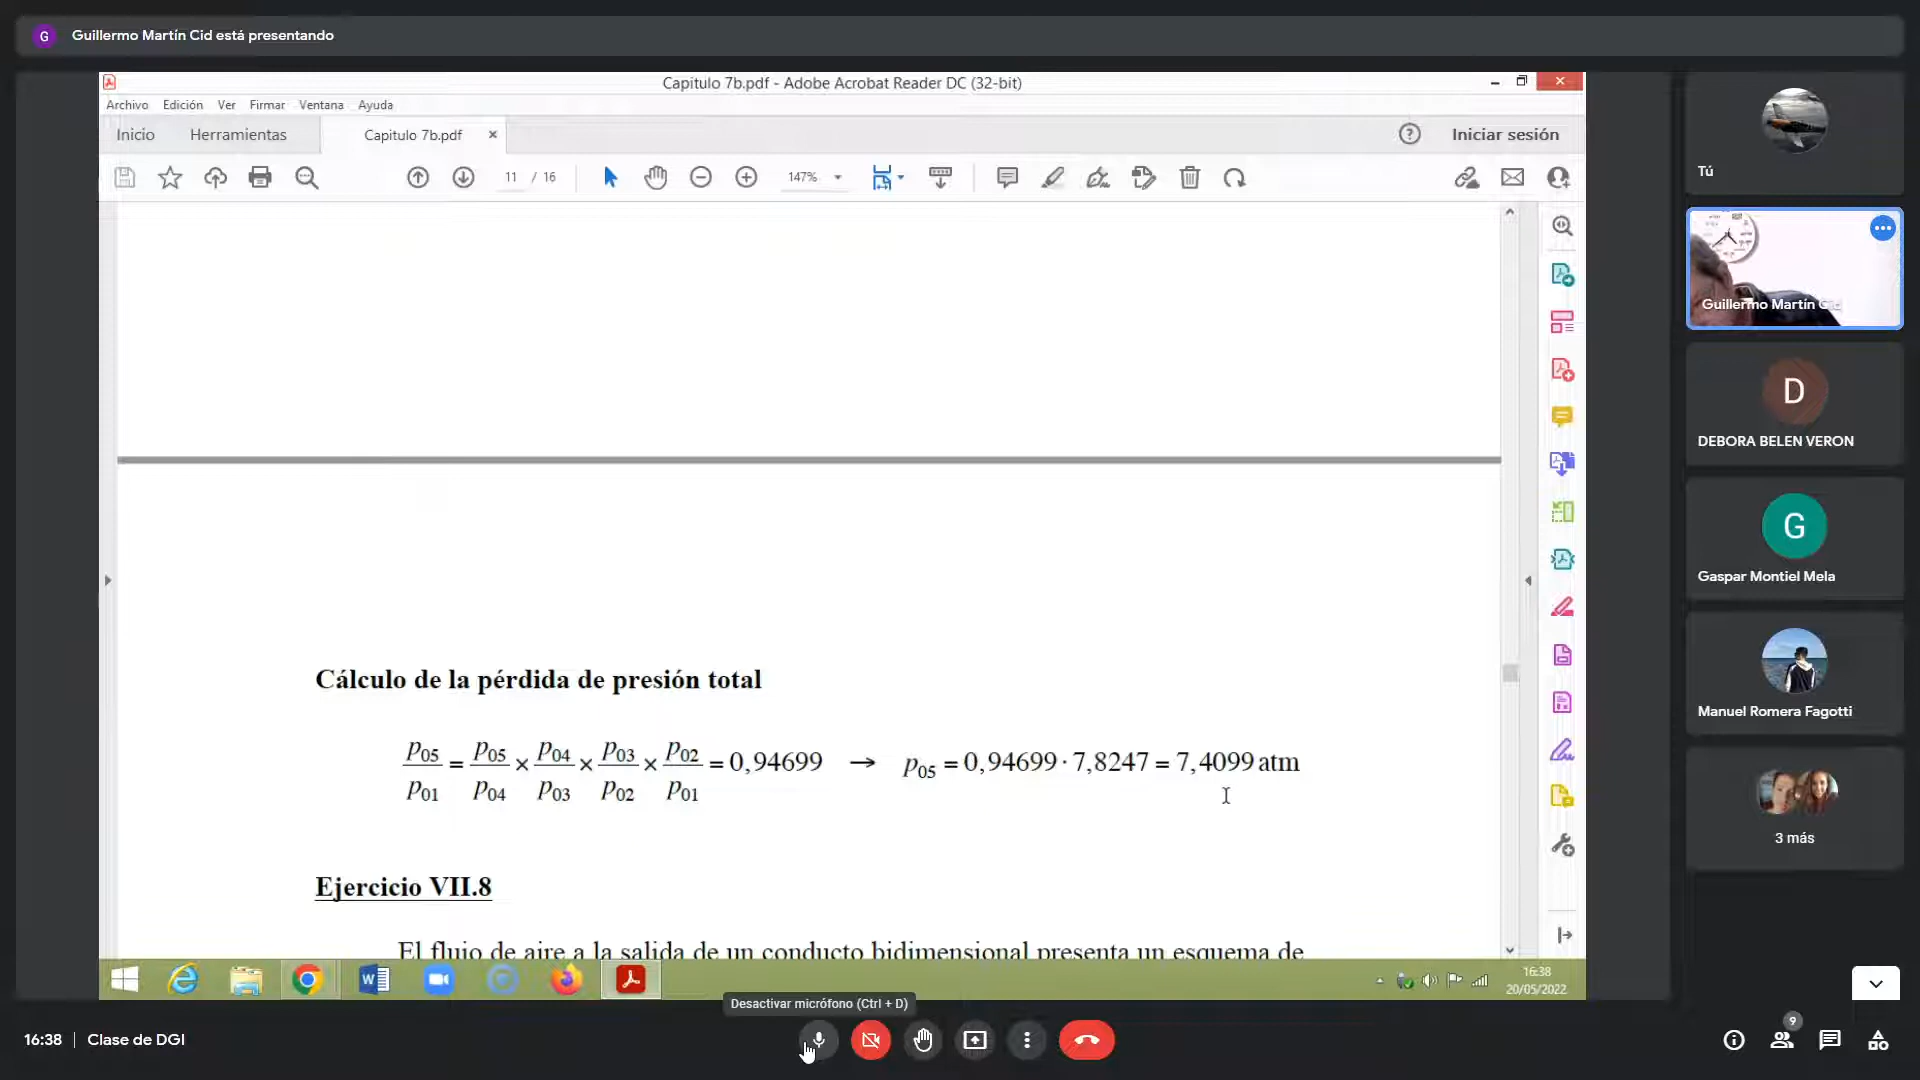 G Guillermo Martín Cid está presentando
Capitulo 7b.pdf - Adobe Acrobat Reader DC (32-bit)
Archivo Edición Ver Firmar Ventana Ayuda
Inicio Herramientas Capitulo 7b.pdf × Iniciar sesión
11 / 16 147%
Cálculo de la pérdida de presión total
p05/p01 = p05/p04 × p04/p03 × p03/p02 × p02/p01 = 0,94699 → p05 = 0,94699 · 7,8247 = 7,4099 atm
Ejercicio VII.8
El flujo de aire a la salida de un conducto bidimensional presenta un esquema de
16:38
20/05/2022
Desactivar micrófono (Ctrl + D)
Tú
Guillermo Martín Cid
D
DEBORA BELEN VERON
G
Gaspar Montiel Mela
Manuel Romera Fagotti
3 más
16:38 | Clase de DGI
9